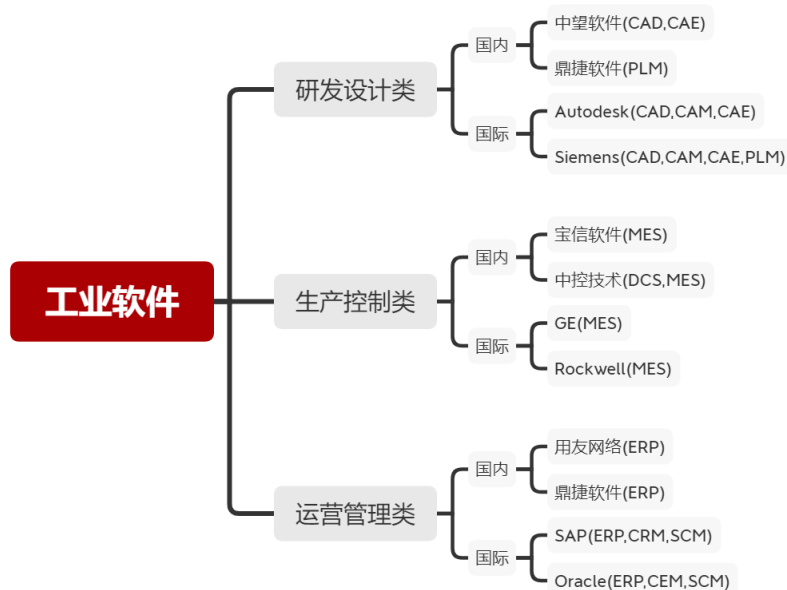 工业软件
研发设计类
国内
中望软件(CAD,CAE)
鼎捷软件(PLM)
国际
Autodesk(CAD,CAM,CAE)
Siemens(CAD,CAM,CAE,PLM)
生产控制类
国内
宝信软件(MES)
中控技术(DCS,MES)
国际
GE(MES)
Rockwell(MES)
运营管理类
国内
用友网络(ERP)
鼎捷软件(ERP)
国际
SAP(ERP,CRM,SCM)
Oracle(ERP,CEM,SCM)